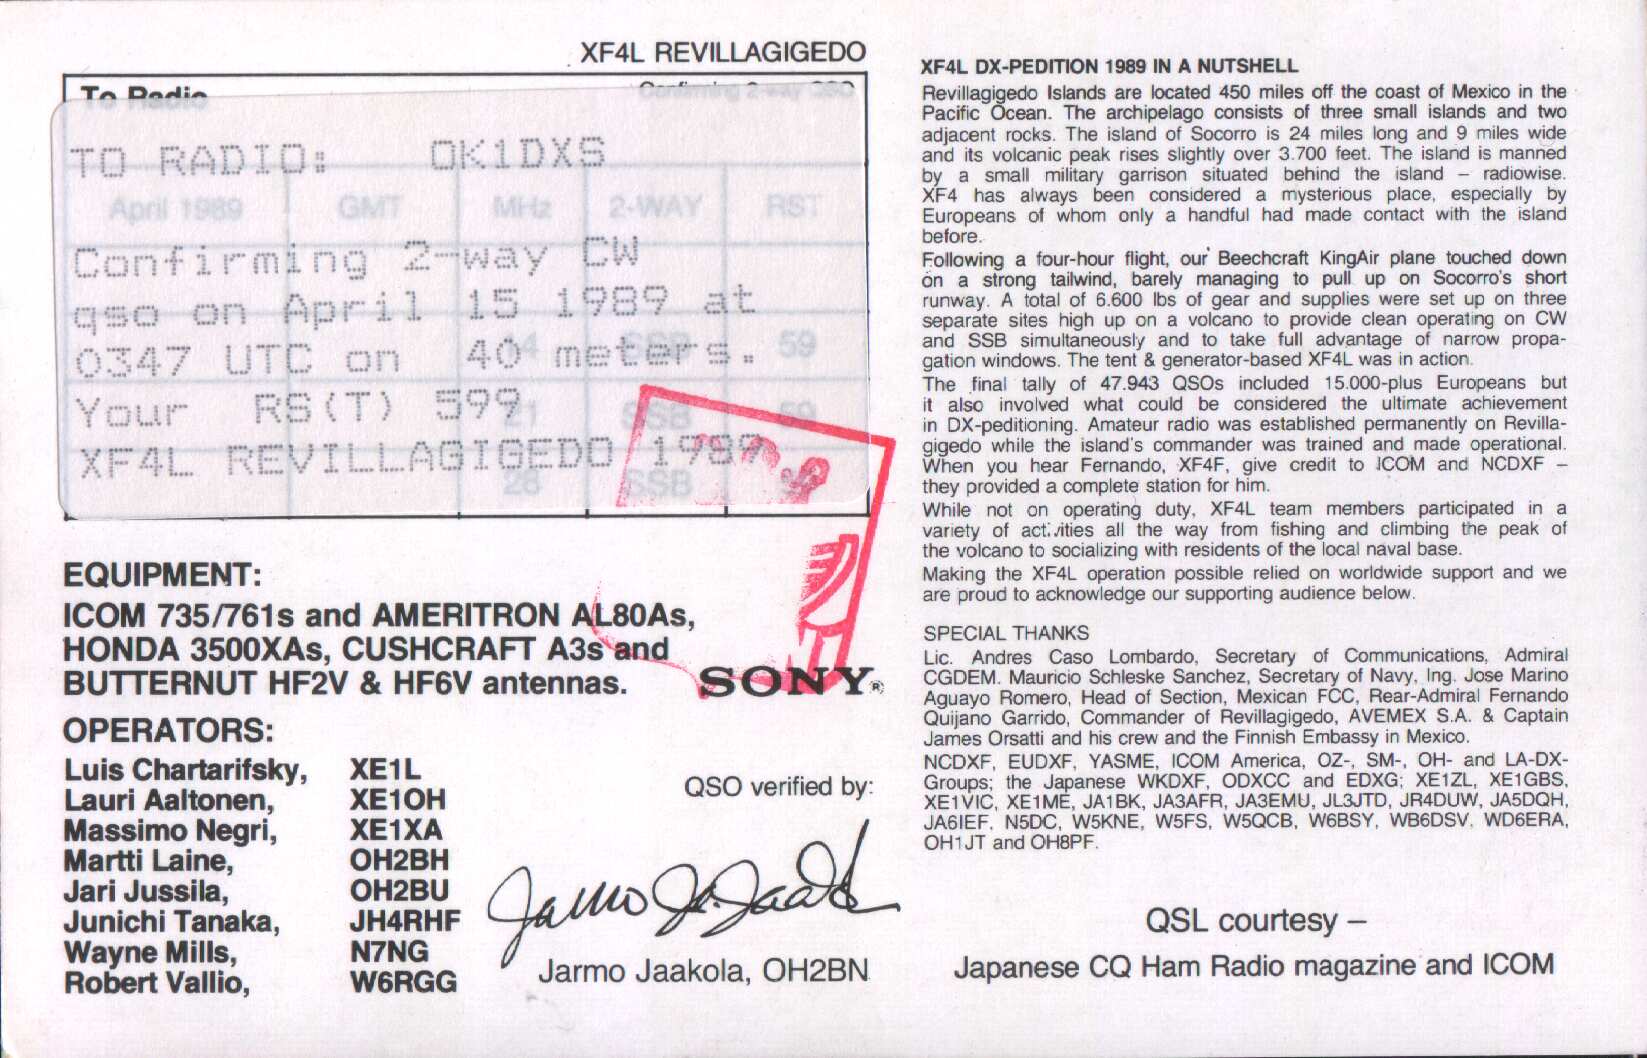 XF4L REVILLAGIGEDO
To Radio
Confirming 2-way QSO
TO RADIO: OK1DXS
April 1989 GMT MHz 2-WAY RST
Confirming 2-way CW
qso on April 15 1989 at
0347 UTC on 40 meters.
14 SSB 59
Your RS(T) 599
21 SSB 59
XF4L REVILLAGIGEDO 1989
28 SSB
EQUIPMENT:
ICOM 735/761s and AMERITRON AL80As,
HONDA 3500XAs, CUSHCRAFT A3s and
BUTTERNUT HF2V & HF6V antennas.
SONY®
OPERATORS:
Luis Chartarifsky, XE1L
Lauri Aaltonen, XE1OH
Massimo Negri, XE1XA
Martti Laine, OH2BH
Jari Jussila, OH2BU
Junichi Tanaka, JH4RHF
Wayne Mills, N7NG
Robert Vallio, W6RGG
QSO verified by:
Jarmo Jaakola, OH2BN
XF4L DX-PEDITION 1989 IN A NUTSHELL
Revillagigedo Islands are located 450 miles off the coast of Mexico in the
Pacific Ocean. The archipelago consists of three small islands and two
adjacent rocks. The island of Socorro is 24 miles long and 9 miles wide
and its volcanic peak rises slightly over 3.700 feet. The island is manned
by a small military garrison situated behind the island – radiowise.
XF4 has always been considered a mysterious place, especially by
Europeans of whom only a handful had made contact with the island
before.
Following a four-hour flight, our Beechcraft KingAir plane touched down
on a strong tailwind, barely managing to pull up on Socorro's short
runway. A total of 6.600 lbs of gear and supplies were set up on three
separate sites high up on a volcano to provide clean operating on CW
and SSB simultaneously and to take full advantage of narrow propa-
gation windows. The tent & generator-based XF4L was in action.
The final tally of 47.943 QSOs included 15.000-plus Europeans but
it also involved what could be considered the ultimate achievement
in DX-peditioning. Amateur radio was established permanently on Revilla-
gigedo while the island's commander was trained and made operational.
When you hear Fernando, XF4F, give credit to ICOM and NCDXF –
they provided a complete station for him.
While not on operating duty, XF4L team members participated in a
variety of activities all the way from fishing and climbing the peak of
the volcano to socializing with residents of the local naval base.
Making the XF4L operation possible relied on worldwide support and we
are proud to acknowledge our supporting audience below.
SPECIAL THANKS
Lic. Andres Caso Lombardo, Secretary of Communications, Admiral
CGDEM. Mauricio Schleske Sanchez, Secretary of Navy, Ing. Jose Marino
Aguayo Romero, Head of Section, Mexican FCC, Rear-Admiral Fernando
Quijano Garrido, Commander of Revillagigedo, AVEMEX S.A. & Captain
James Orsatti and his crew and the Finnish Embassy in Mexico.
NCDXF, EUDXF, YASME, ICOM America, OZ-, SM-, OH- and LA-DX-
Groups; the Japanese WKDXF, ODXCC and EDXG; XE1ZL, XE1GBS,
XE1VIC, XE1ME, JA1BK, JA3AFR, JA3EMU, JL3JTD, JR4DUW, JA5DQH,
JA6IEF, N5DC, W5KNE, W5FS, W5QCB, W6BSY, WB6DSV, WD6ERA,
OH1JT and OH8PF.
QSL courtesy –
Japanese CQ Ham Radio magazine and ICOM